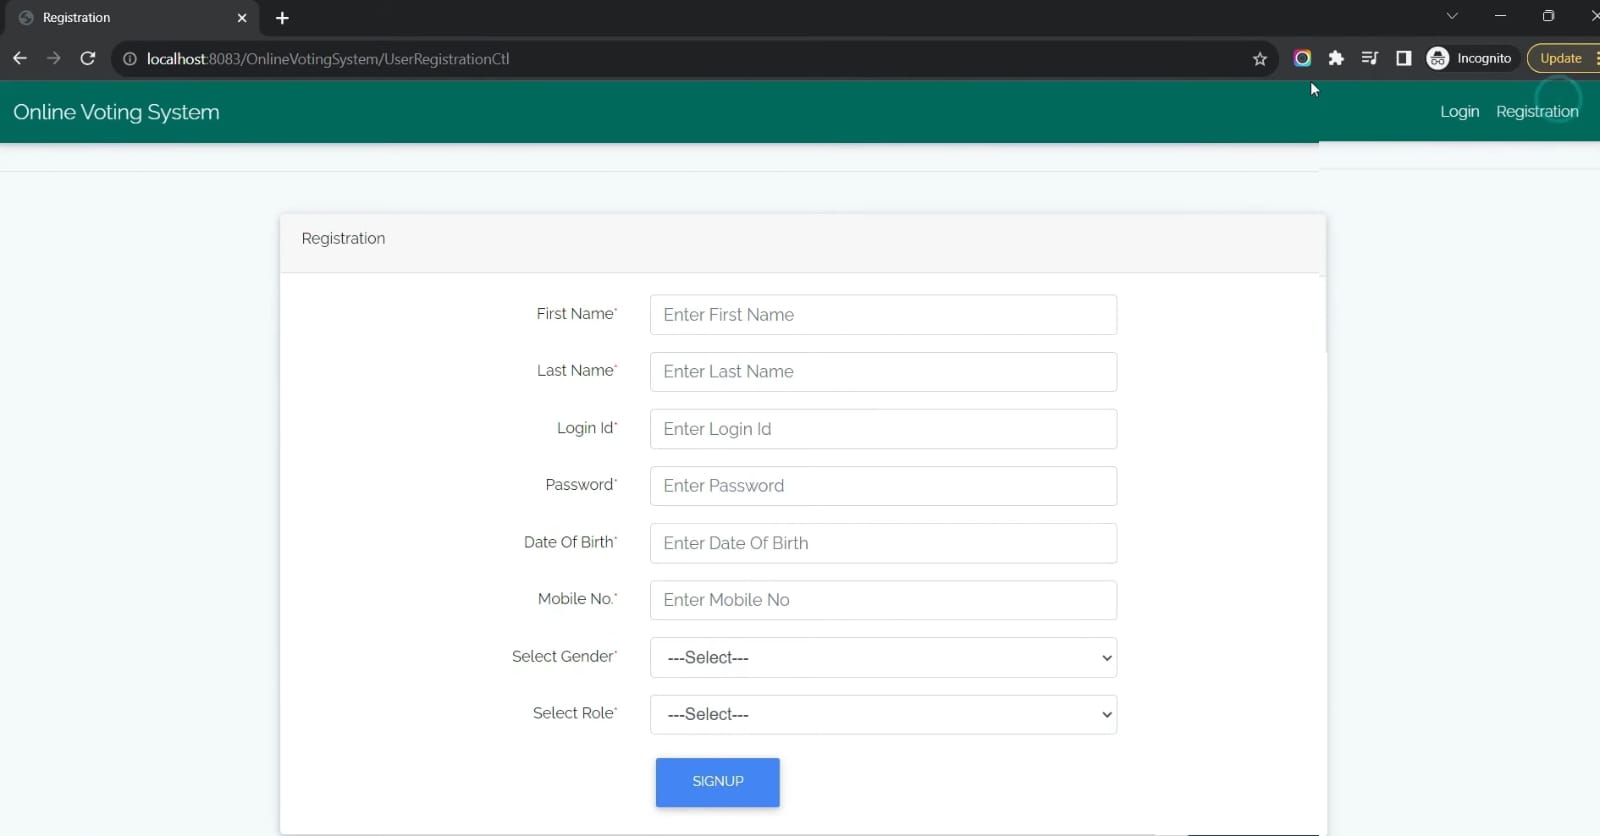 Registration
localhost:8083/OnlineVotingSystem/UserRegistrationCtl
Incognito
Update
Online Voting System
Login
Registration
Registration
First Name*
Enter First Name
Last Name*
Enter Last Name
Login Id*
Enter Login Id
Password*
Enter Password
Date Of Birth*
Enter Date Of Birth
Mobile No.*
Enter Mobile No
Select Gender*
---Select---
Select Role*
---Select---
SIGNUP